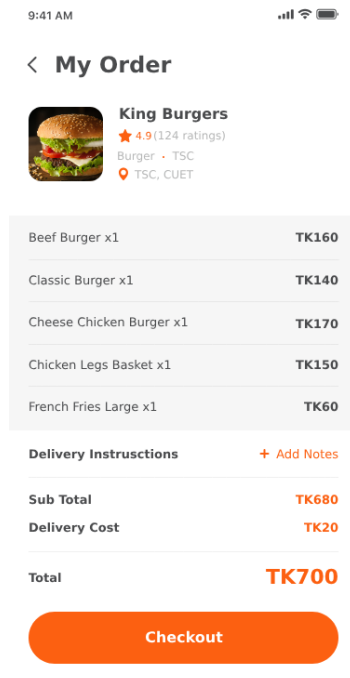 9:41 AM
My Order
King Burgers
4.9 (124 ratings)
Burger • TSC
TSC, CUET
Beef Burger x1 TK160
Classic Burger x1 TK140
Cheese Chicken Burger x1 TK170
Chicken Legs Basket x1 TK150
French Fries Large x1 TK60
Delivery Instrusctions + Add Notes
Sub Total TK680
Delivery Cost TK20
Total TK700
Checkout